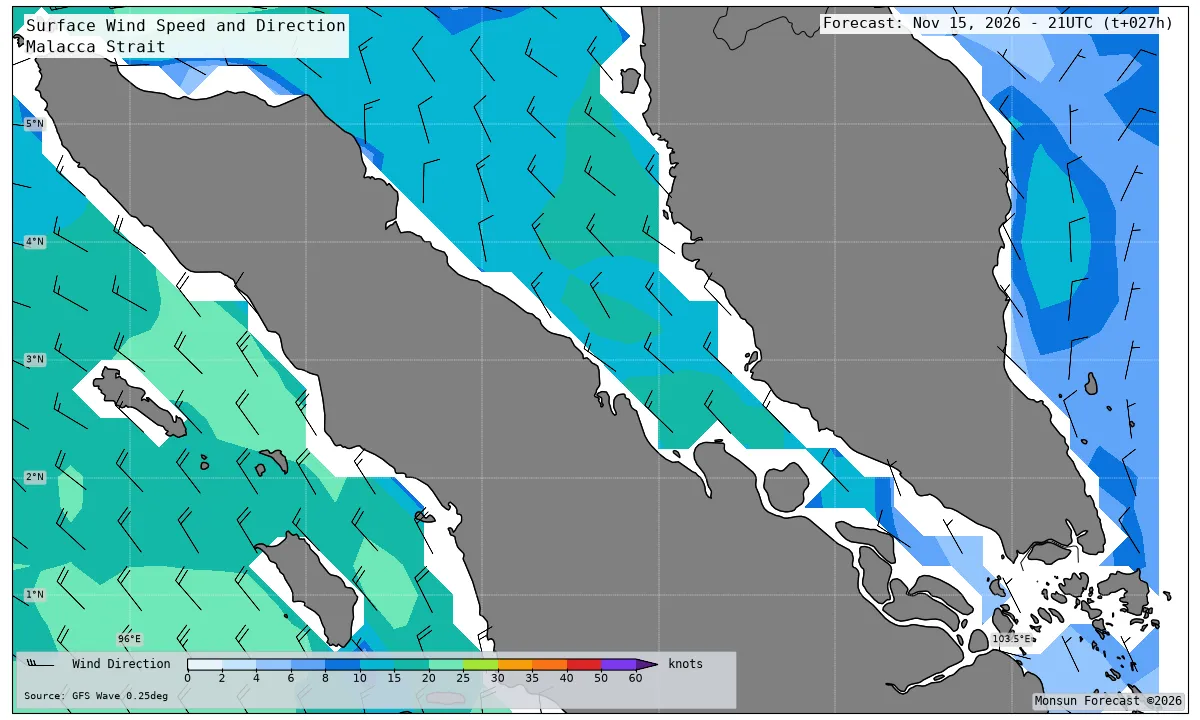 Surface Wind Speed and Direction
Malacca Strait
Forecast: Nov 15, 2026 - 21UTC (t+027h)
5°N
4°N
3°N
2°N
1°N
96°E
103.5°E
Wind Direction
knots
0 2 4 6 8 10 15 20 25 30 35 40 50 60
Source: GFS Wave 0.25deg
Monsun Forecast ©2026